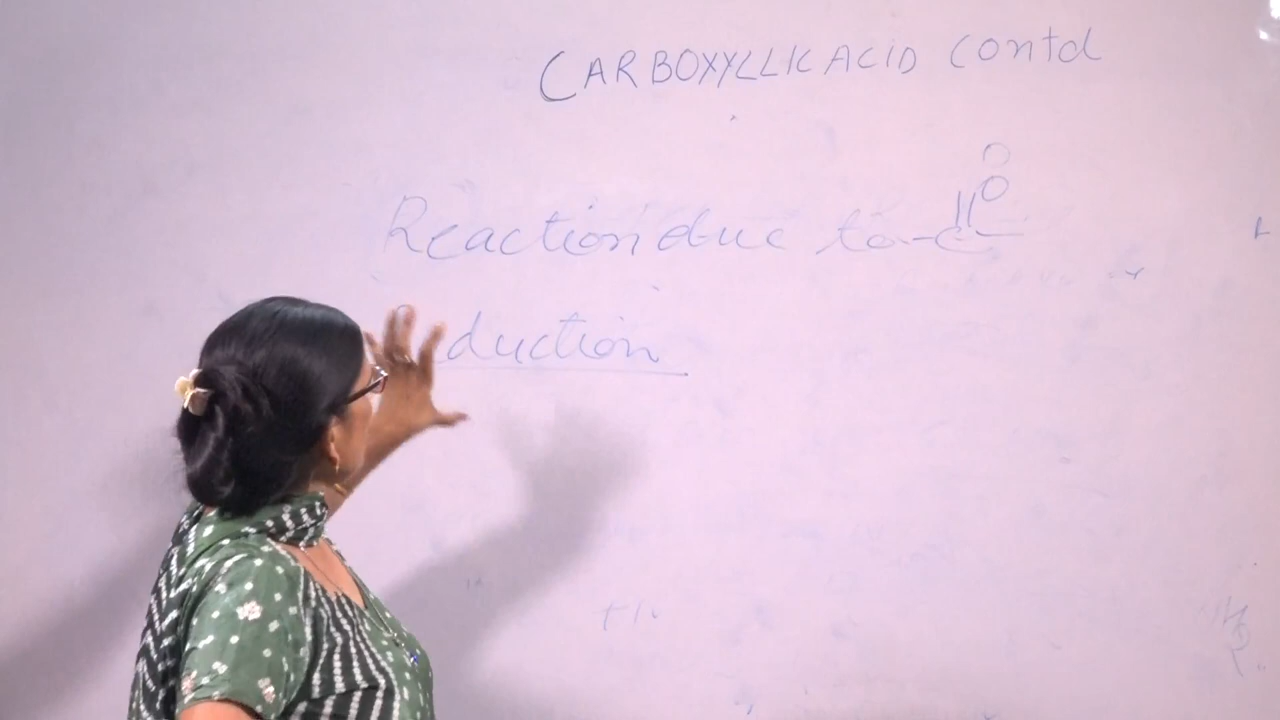 CARBOXYLLIC ACID contd
Reaction due to -C-
O
duction